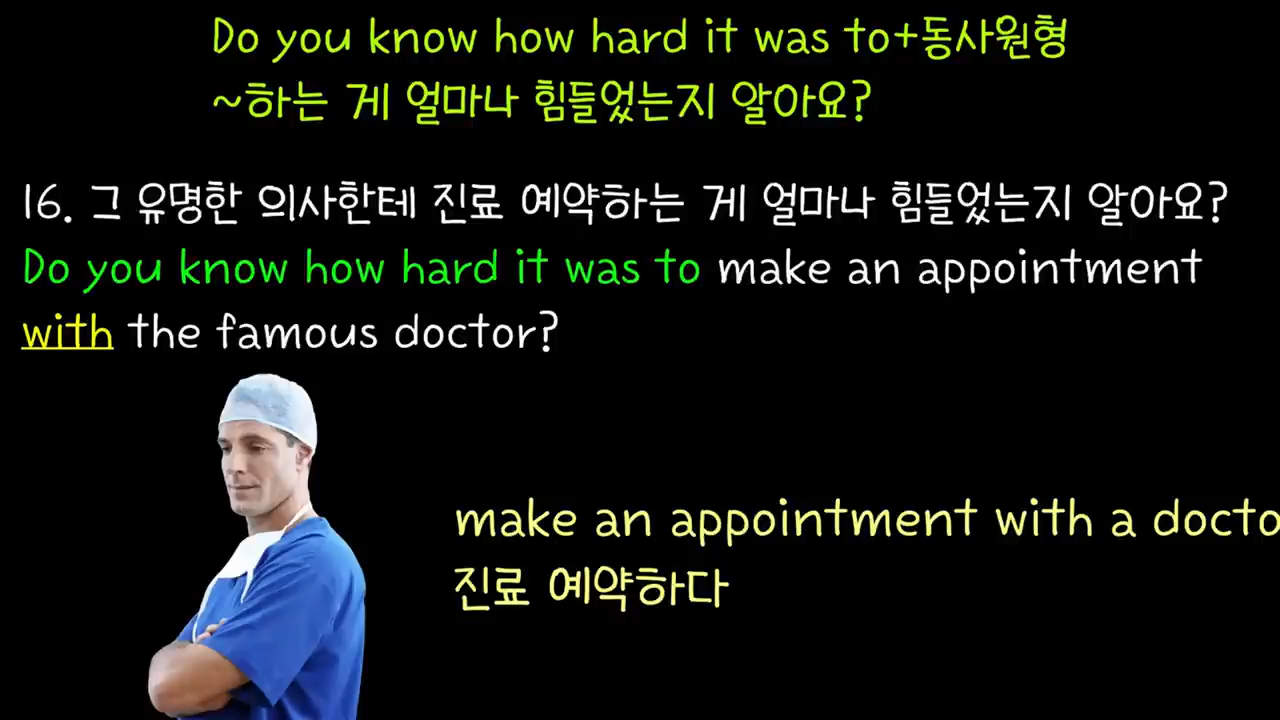 Do you know how hard it was to+동사원형
~하는 게 얼마나 힘들었는지 알아요?
16. 그 유명한 의사한테 진료 예약하는 게 얼마나 힘들었는지 알아요?
Do you know how hard it was to make an appointment
with the famous doctor?
make an appointment with a docto
진료 예약하다